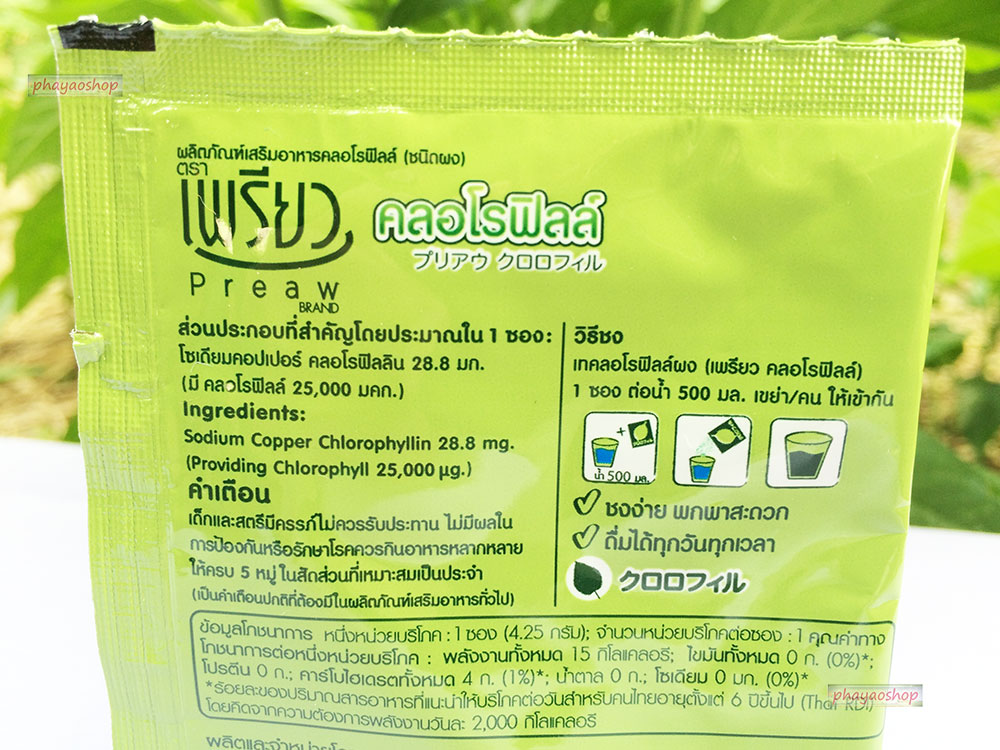 phayaoshop
ผลิตภัณฑ์เสริมอาหารคลอโรฟิลล์ (ชนิดผง)
ตรา
เพรียว
คลอโรฟิลล์
プリアウ クロロフィル
Preaw
BRAND
ส่วนประกอบที่สำคัญโดยประมาณใน 1 ซอง :
โซเดียมคอปเปอร์ คลอโรฟิลลิน 28.8 มก.
(มี คลอโรฟิลล์ 25,000 มคก.)
Ingredients:
Sodium Copper Chlorophyllin 28.8 mg.
(Providing Chlorophyll 25,000 µg.)
คำเตือน
เด็กและสตรีมีครรภ์ไม่ควรรับประทาน ไม่มีผลใน
การป้องกันหรือรักษาโรคควรกินอาหารหลากหลาย
ให้ครบ 5 หมู่ ในสัดส่วนที่เหมาะสมเป็นประจำ
(เป็นคำเตือนปกติที่ต้องมีในผลิตภัณฑ์เสริมอาหารทั่วไป)
วิธีชง
เทคลอโรฟิลล์ผง (เพรียว คลอโรฟิลล์)
1 ซอง ต่อน้ำ 500 มล. เขย่า/คน ให้เข้ากัน
+
น้ำ 500 มล.
ชงง่าย พกพาสะดวก
ดื่มได้ทุกวันทุกเวลา
クロロフィル
ข้อมูลโภชนาการ หนึ่งหน่วยบริโภค : 1 ซอง (4.25 กรัม); จำนวนหน่วยบริโภคต่อซอง : 1 คุณค่าทาง
โภชนาการต่อหนึ่งหน่วยบริโภค : พลังงานทั้งหมด 15 กิโลแคลอรี; ไขมันทั้งหมด 0 ก. (0%)*;
โปรตีน 0 ก.; คาร์โบไฮเดรตทั้งหมด 4 ก. (1%)*; น้ำตาล 0 ก.; โซเดียม 0 มก. (0%)*
*ร้อยละของปริมาณสารอาหารที่แนะนำให้บริโภคต่อวันสำหรับคนไทยอายุตั้งแต่ 6 ปีขึ้นไป (Thai RDI)
โดยคิดจากความต้องการพลังงานวันละ 2,000 กิโลแคลอรี
phayaoshop